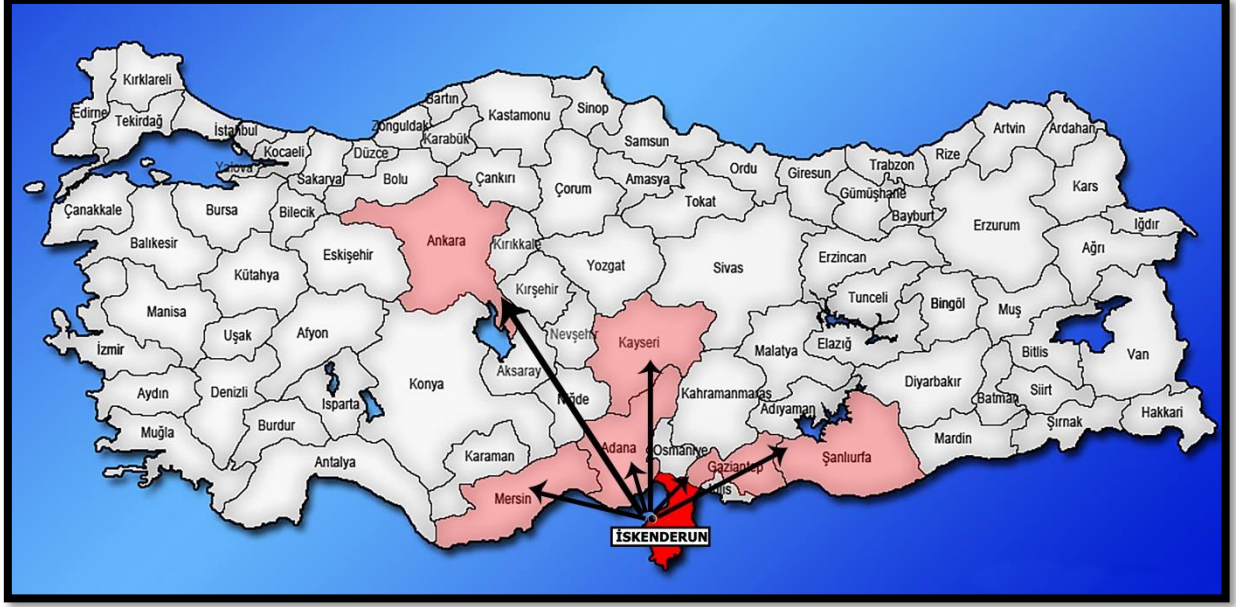 Kırklareli
Edirne
Tekirdağ
İstanbul
Kocaeli
Yalova
Sakarya
Düzce
Zonguldak
Bartın
Karabük
Kastamonu
Sinop
Samsun
Ordu
Giresun
Trabzon
Rize
Artvin
Ardahan
Çanakkale
Bursa
Bilecik
Bolu
Çankırı
Çorum
Amasya
Tokat
Gümüşhane
Bayburt
Erzurum
Kars
Iğdır
Balıkesir
Kütahya
Eskişehir
Ankara
Kırıkkale
Yozgat
Sivas
Erzincan
Ağrı
Manisa
Uşak
Afyon
Kırşehir
Nevşehir
Kayseri
Malatya
Elazığ
Tunceli
Bingöl
Muş
Bitlis
Van
İzmir
Aydın
Denizli
Isparta
Konya
Aksaray
Niğde
Kahramanmaraş
Adıyaman
Diyarbakır
Batman
Siirt
Şırnak
Hakkari
Muğla
Burdur
Antalya
Karaman
Mersin
Adana
Osmaniye
Gaziantep
Şanlıurfa
Mardin
İSKENDERUN